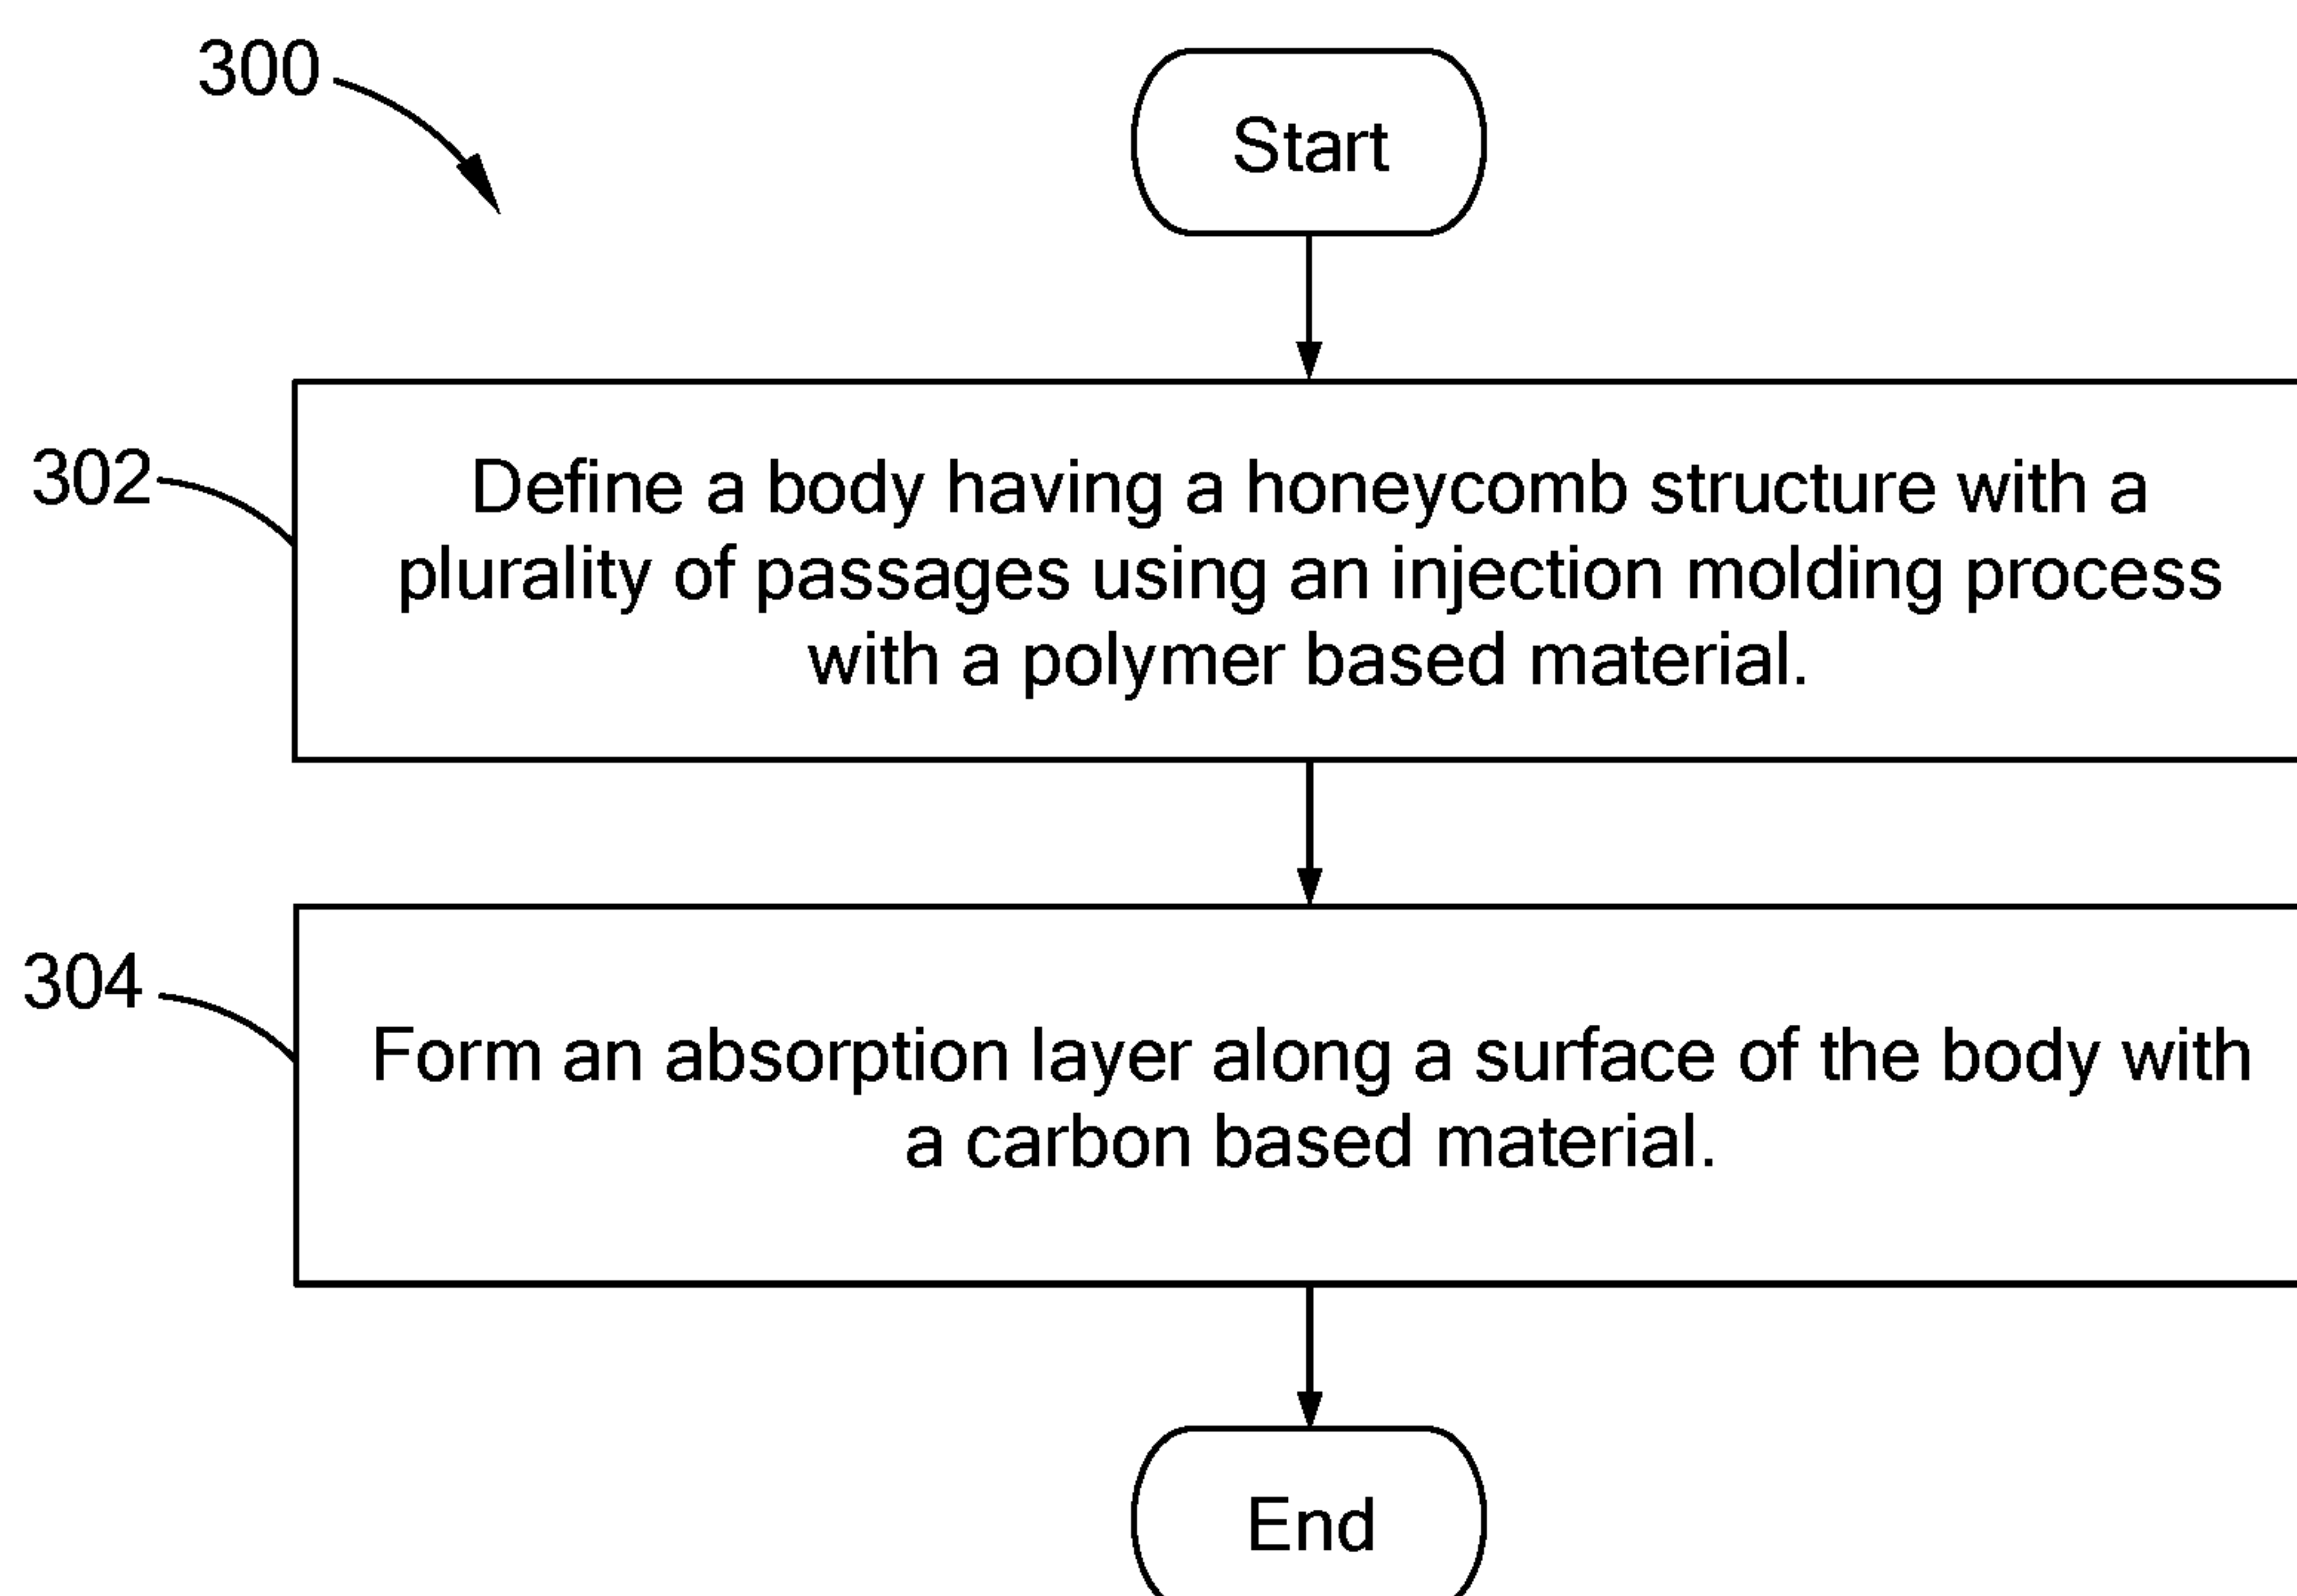 300
Start
302
Define a body having a honeycomb structure with a
plurality of passages using an injection molding process
with a polymer based material.
304
Form an absorption layer along a surface of the body with
a carbon based material.
End